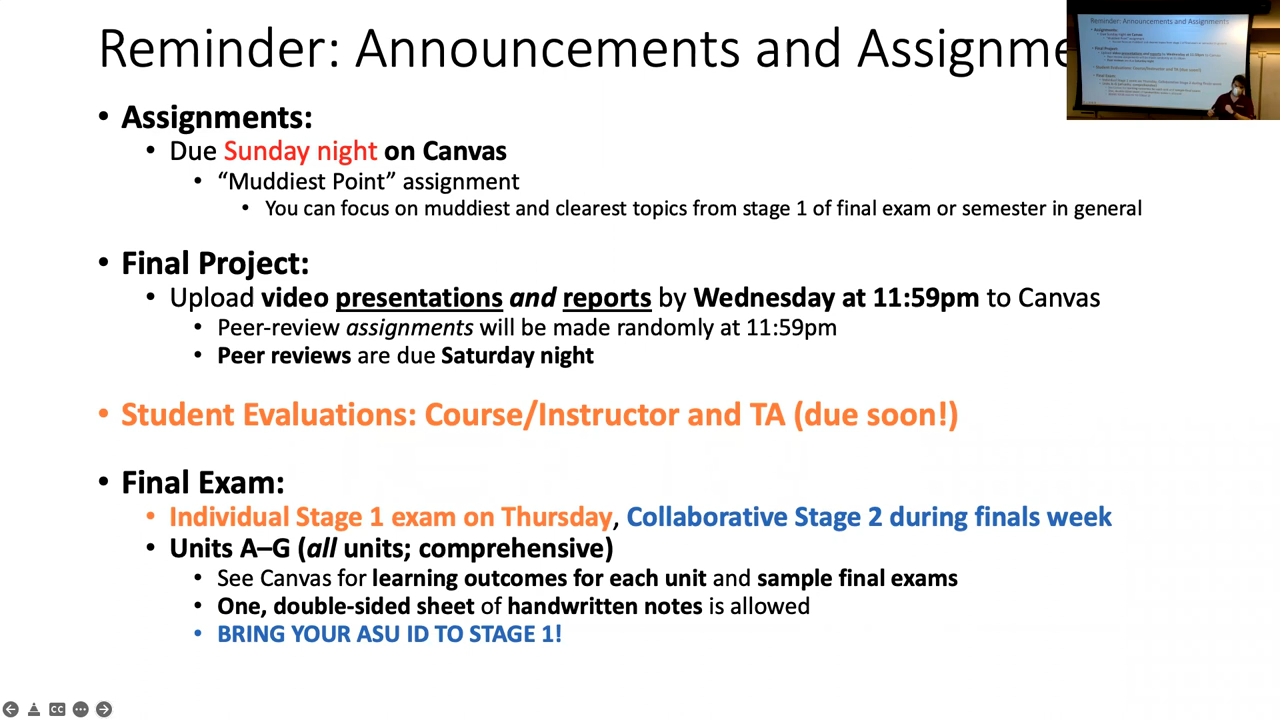 Reminder: Announcements and Assignme
• Assignments:
• Due Sunday night on Canvas
• “Muddiest Point” assignment
• You can focus on muddiest and clearest topics from stage 1 of final exam or semester in general
• Final Project:
• Upload video presentations and reports by Wednesday at 11:59pm to Canvas
• Peer-review assignments will be made randomly at 11:59pm
• Peer reviews are due Saturday night
• Student Evaluations: Course/Instructor and TA (due soon!)
• Final Exam:
• Individual Stage 1 exam on Thursday, Collaborative Stage 2 during finals week
• Units A–G (all units; comprehensive)
• See Canvas for learning outcomes for each unit and sample final exams
• One, double-sided sheet of handwritten notes is allowed
• BRING YOUR ASU ID TO STAGE 1!
CC
Reminder: Announcements and Assignments